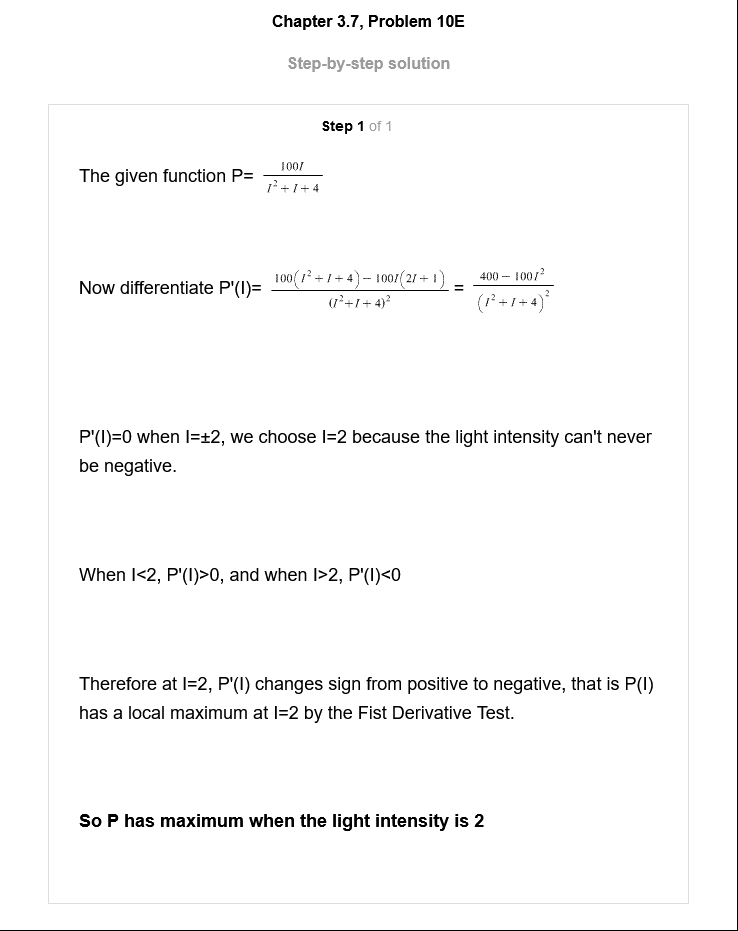 Chapter 3.7, Problem 10E
Step-by-step solution
Step 1 of 1
The given function P= \frac{100I}{I^2+I+4}
Now differentiate P'(I)= \frac{100(I^2+I+4)-100I(2I+1)}{(I^2+I+4)^2} = \frac{400-100I^2}{(I^2+I+4)^2}
P'(I)=0 when I=±2, we choose I=2 because the light intensity can't never
be negative.
When I<2, P'(I)>0, and when I>2, P'(I)<0
Therefore at I=2, P'(I) changes sign from positive to negative, that is P(I)
has a local maximum at I=2 by the Fist Derivative Test.
So P has maximum when the light intensity is 2